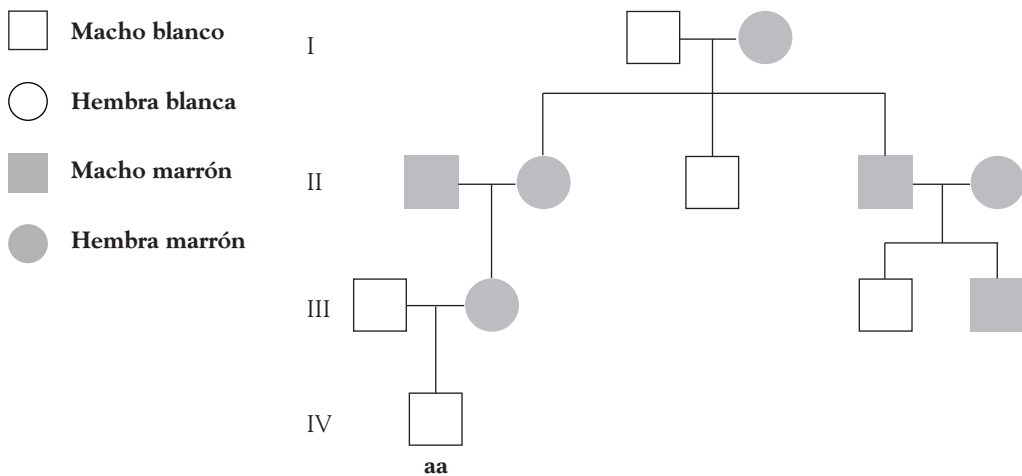 Macho blanco
Hembra blanca
Macho marrón
Hembra marrón
I
II
III
IV
aa